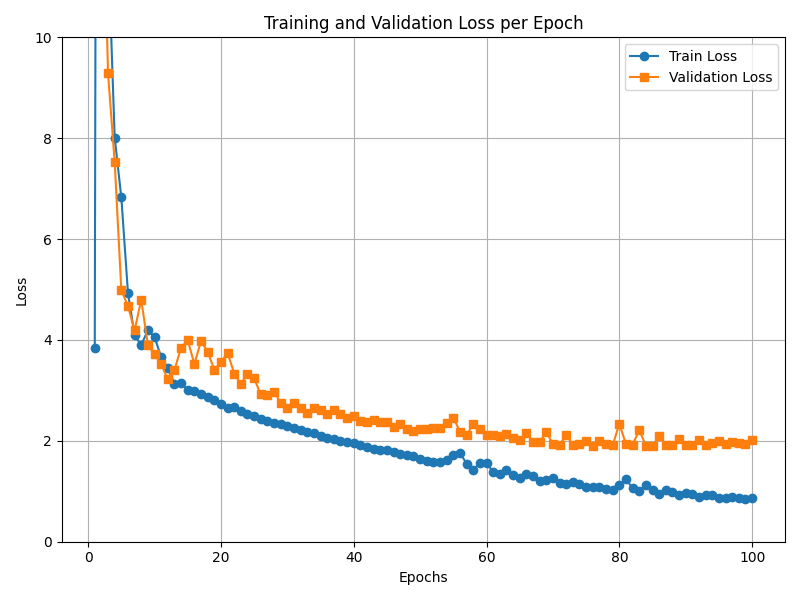 Training and Validation Loss per Epoch
Train Loss
Validation Loss
Loss
10
8
6
4
2
0
0 20 40 60 80 100
Epochs